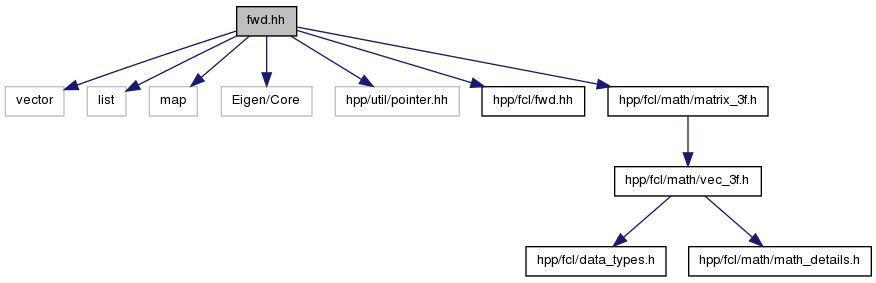 fwd.hh
vector
list
map
Eigen/Core
hpp/util/pointer.hh
hpp/fcl/fwd.hh
hpp/fcl/math/matrix_3f.h
hpp/fcl/math/vec_3f.h
hpp/fcl/data_types.h
hpp/fcl/math/math_details.h